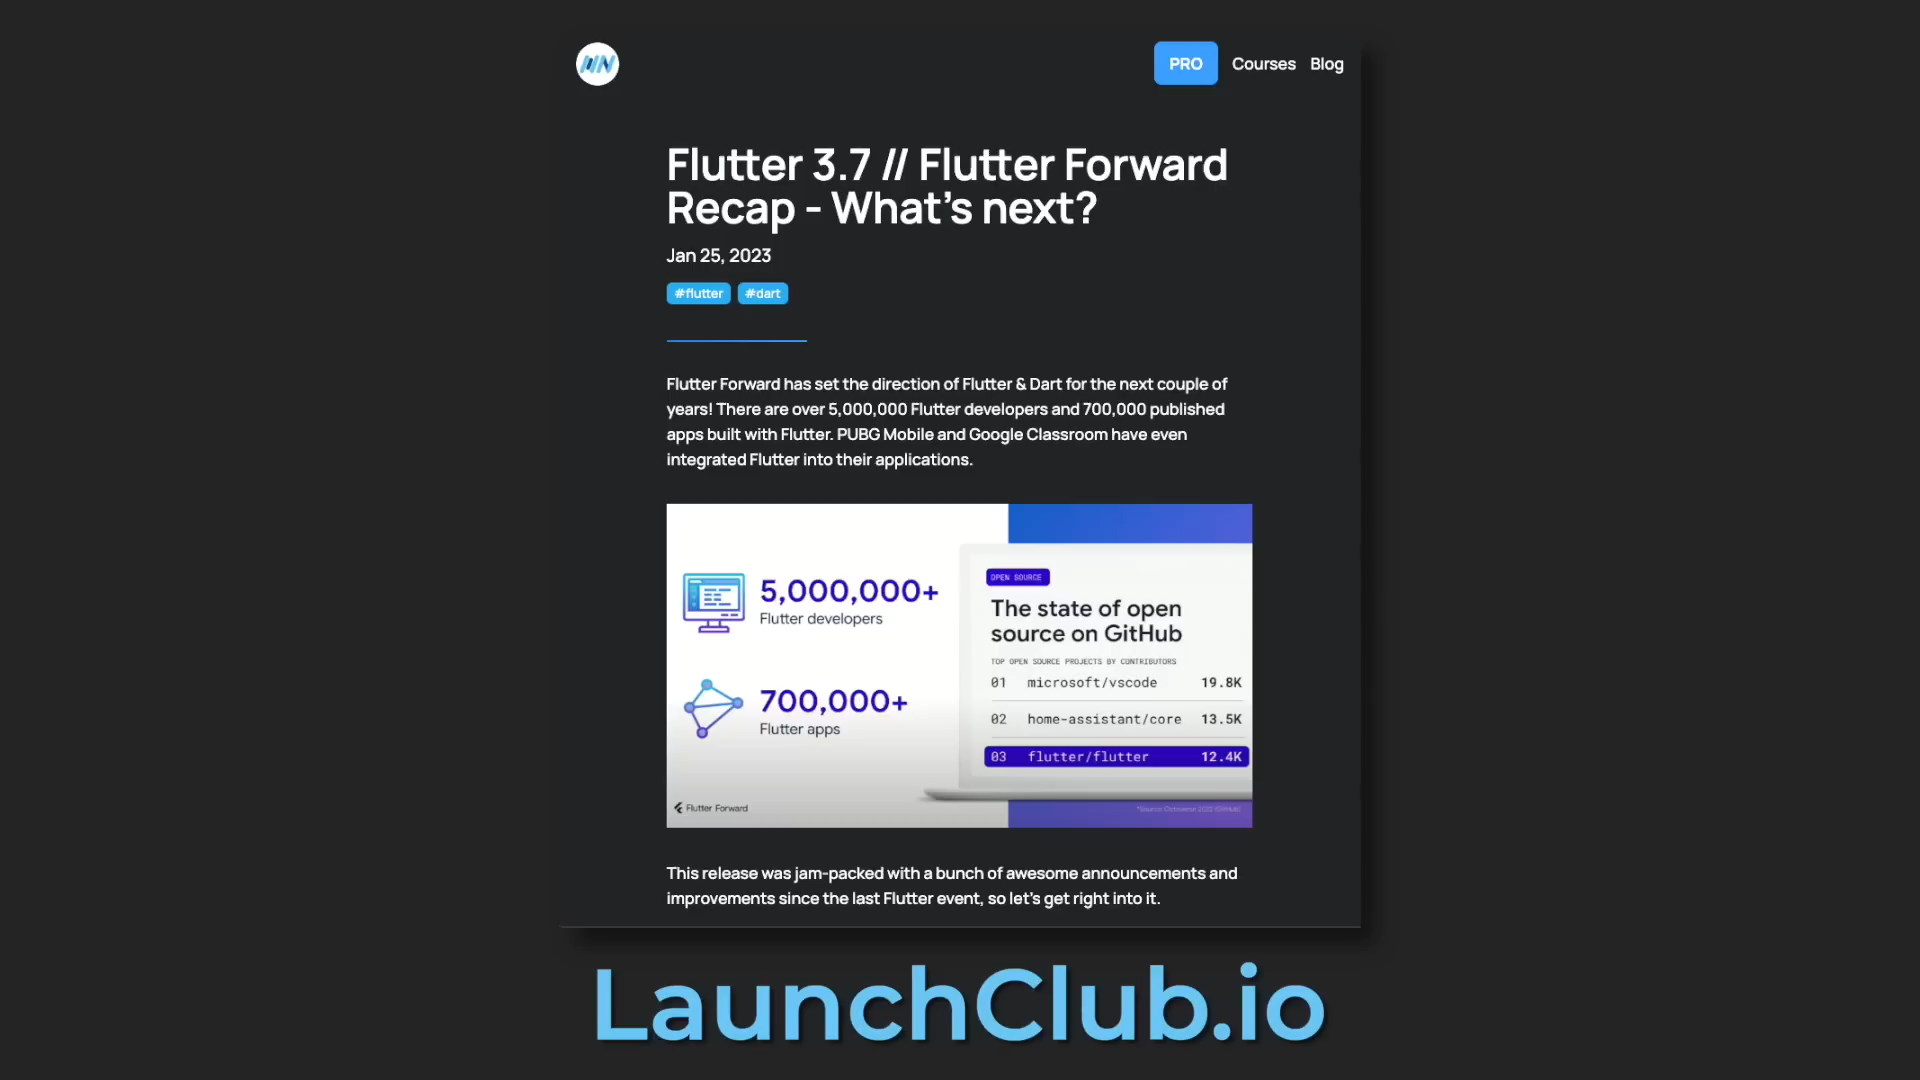 PRO Courses Blog
Flutter 3.7 // Flutter Forward
Recap - What's next?
Jan 25, 2023
#flutter #dart
Flutter Forward has set the direction of Flutter & Dart for the next couple of
years! There are over 5,000,000 Flutter developers and 700,000 published
apps built with Flutter. PUBG Mobile and Google Classroom have even
integrated Flutter into their applications.
5,000,000+
Flutter developers
700,000+
Flutter apps
Flutter Forward
OPEN SOURCE
The state of open
source on GitHub
TOP OPEN SOURCE PROJECTS BY CONTRIBUTORS
01 microsoft/vscode 19.8K
02 home-assistant/core 13.5K
03 flutter/flutter 12.4K
*Source: Octoverse 2022 (GitHub)
This release was jam-packed with a bunch of awesome announcements and
improvements since the last Flutter event, so let's get right into it.
LaunchClub.io